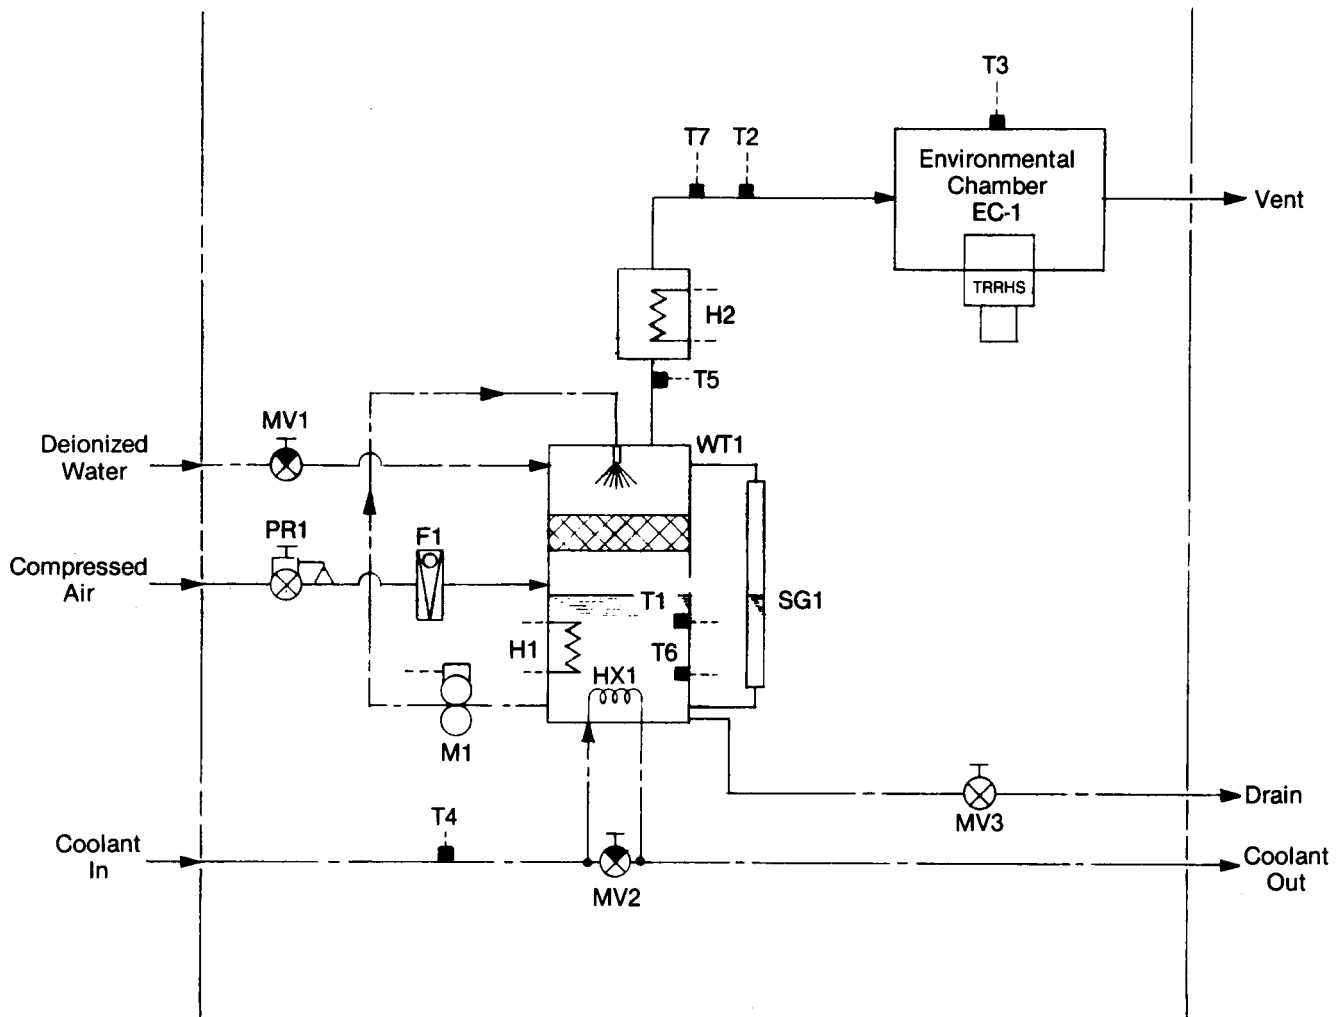 T3
T7
T2
Environmental
Chamber
EC-1
Vent
TRRHS
H2
T5
MV1
WT1
Deionized
Water
PR1
F1
Compressed
Air
T1
SG1
H1
T6
HX1
M1
Drain
MV3
T4
Coolant
In
MV2
Coolant
Out